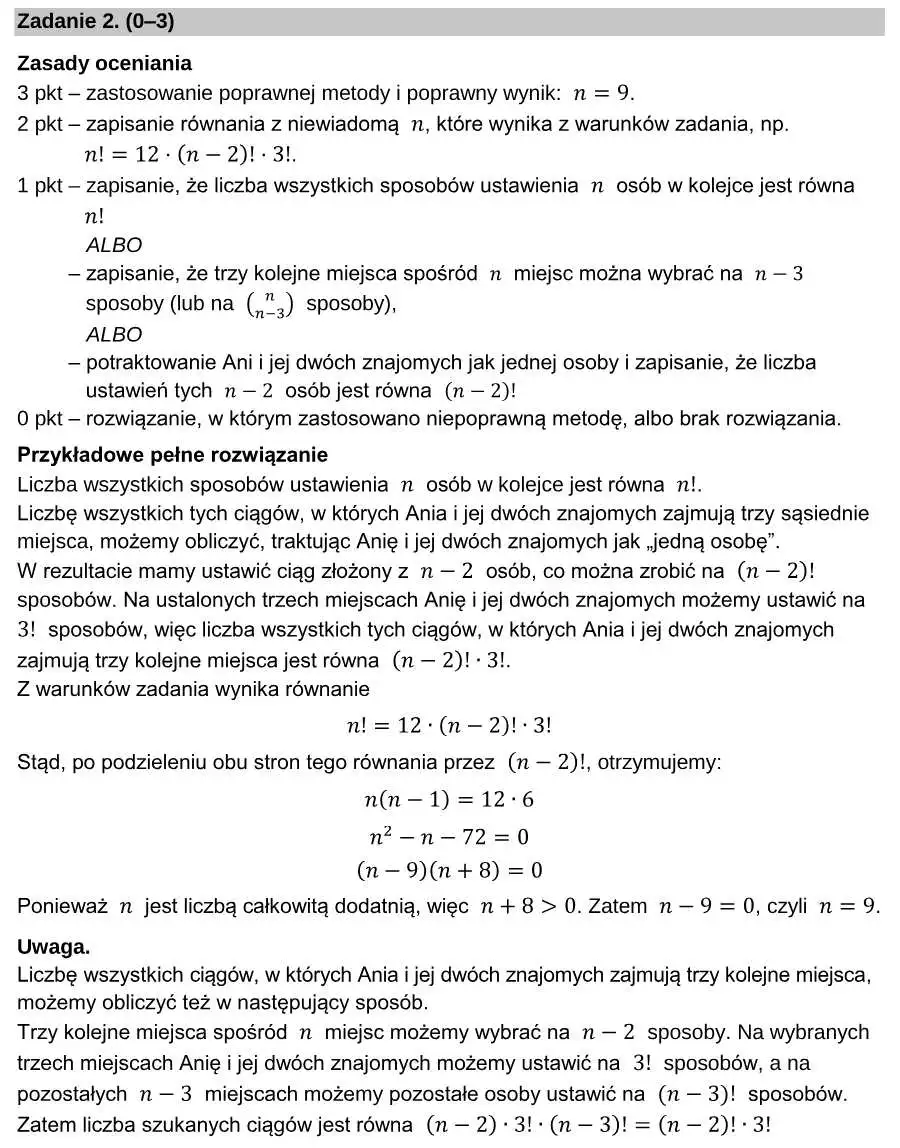 Zadanie 2. (0–3)
Zasady oceniania
3 pkt – zastosowanie poprawnej metody i poprawny wynik: n = 9.
2 pkt – zapisanie równania z niewiadomą n, które wynika z warunków zadania, np.
n! = 12 · (n − 2)! · 3!.
1 pkt – zapisanie, że liczba wszystkich sposobów ustawienia n osób w kolejce jest równa
n!
ALBO
– zapisanie, że trzy kolejne miejsca spośród n miejsc można wybrać na n − 3
sposoby (lub na (n n−3) sposoby),
ALBO
– potraktowanie Ani i jej dwóch znajomych jak jednej osoby i zapisanie, że liczba
ustawień tych n − 2 osób jest równa (n − 2)!
0 pkt – rozwiązanie, w którym zastosowano niepoprawną metodę, albo brak rozwiązania.
Przykładowe pełne rozwiązanie
Liczba wszystkich sposobów ustawienia n osób w kolejce jest równa n!.
Liczbę wszystkich tych ciągów, w których Ania i jej dwóch znajomych zajmują trzy sąsiednie
miejsca, możemy obliczyć, traktując Anię i jej dwóch znajomych jak „jedną osobę”.
W rezultacie mamy ustawić ciąg złożony z n − 2 osób, co można zrobić na (n − 2)!
sposobów. Na ustalonych trzech miejscach Anię i jej dwóch znajomych możemy ustawić na
3! sposobów, więc liczba wszystkich tych ciągów, w których Ania i jej dwóch znajomych
zajmują trzy kolejne miejsca jest równa (n − 2)! · 3!.
Z warunków zadania wynika równanie
n! = 12 · (n − 2)! · 3!
Stąd, po podzieleniu obu stron tego równania przez (n − 2)!, otrzymujemy:
n(n − 1) = 12 · 6
n² − n − 72 = 0
(n − 9)(n + 8) = 0
Ponieważ n jest liczbą całkowitą dodatnią, więc n + 8 > 0. Zatem n − 9 = 0, czyli n = 9.
Uwaga.
Liczbę wszystkich ciągów, w których Ania i jej dwóch znajomych zajmują trzy kolejne miejsca,
możemy obliczyć też w następujący sposób.
Trzy kolejne miejsca spośród n miejsc możemy wybrać na n − 2 sposoby. Na wybranych
trzech miejscach Anię i jej dwóch znajomych możemy ustawić na 3! sposobów, a na
pozostałych n − 3 miejscach możemy pozostałe osoby ustawić na (n − 3)! sposobów.
Zatem liczba szukanych ciągów jest równa (n − 2) · 3! · (n − 3)! = (n − 2)! · 3!